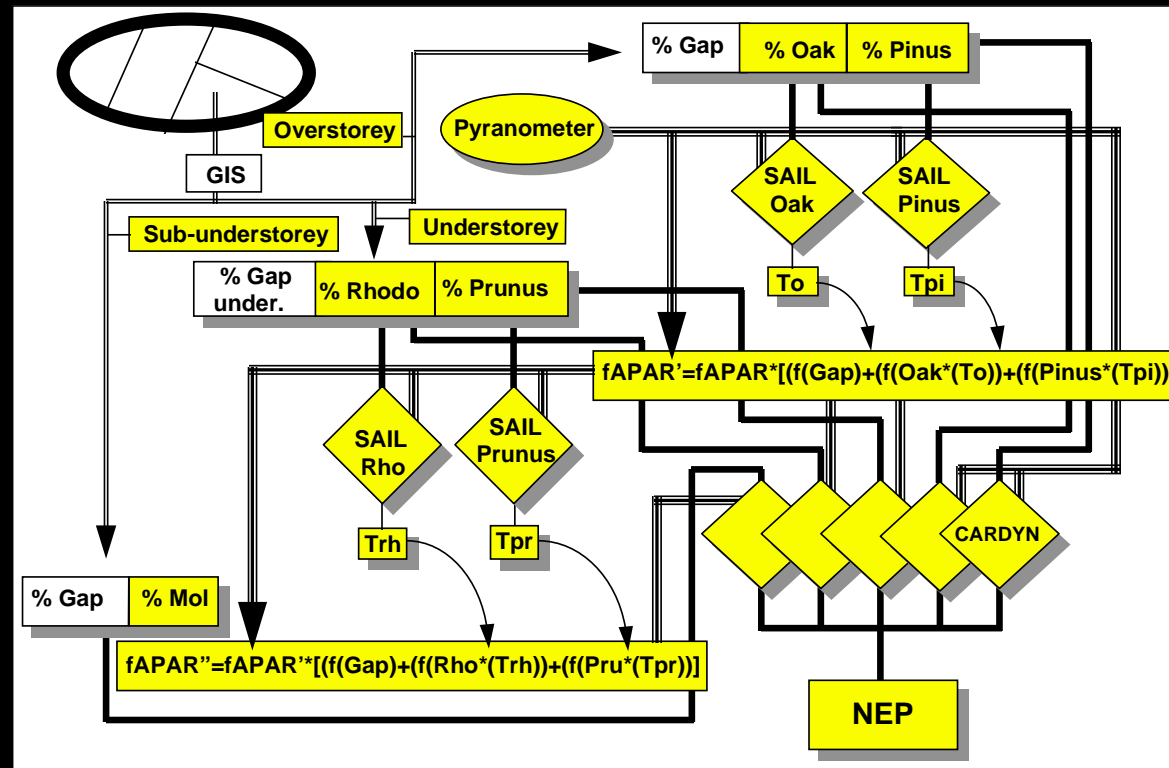 % Gap
% Oak
% Pinus
Overstorey
Pyranometer
GIS
SAIL
Oak
SAIL
Pinus
Sub-understorey
Understorey
% Gap
under.
% Rhodo
% Prunus
To
Tpi
fAPAR’=fAPAR*[(f(Gap)+(f(Oak*(To))+(f(Pinus*(Tpi))
SAIL
Rho
SAIL
Prunus
Trh
Tpr
CARDYN
% Gap
% Mol
fAPAR”=fAPAR’*[(f(Gap)+(f(Rho*(Trh))+(f(Pru*(Tpr))]
NEP